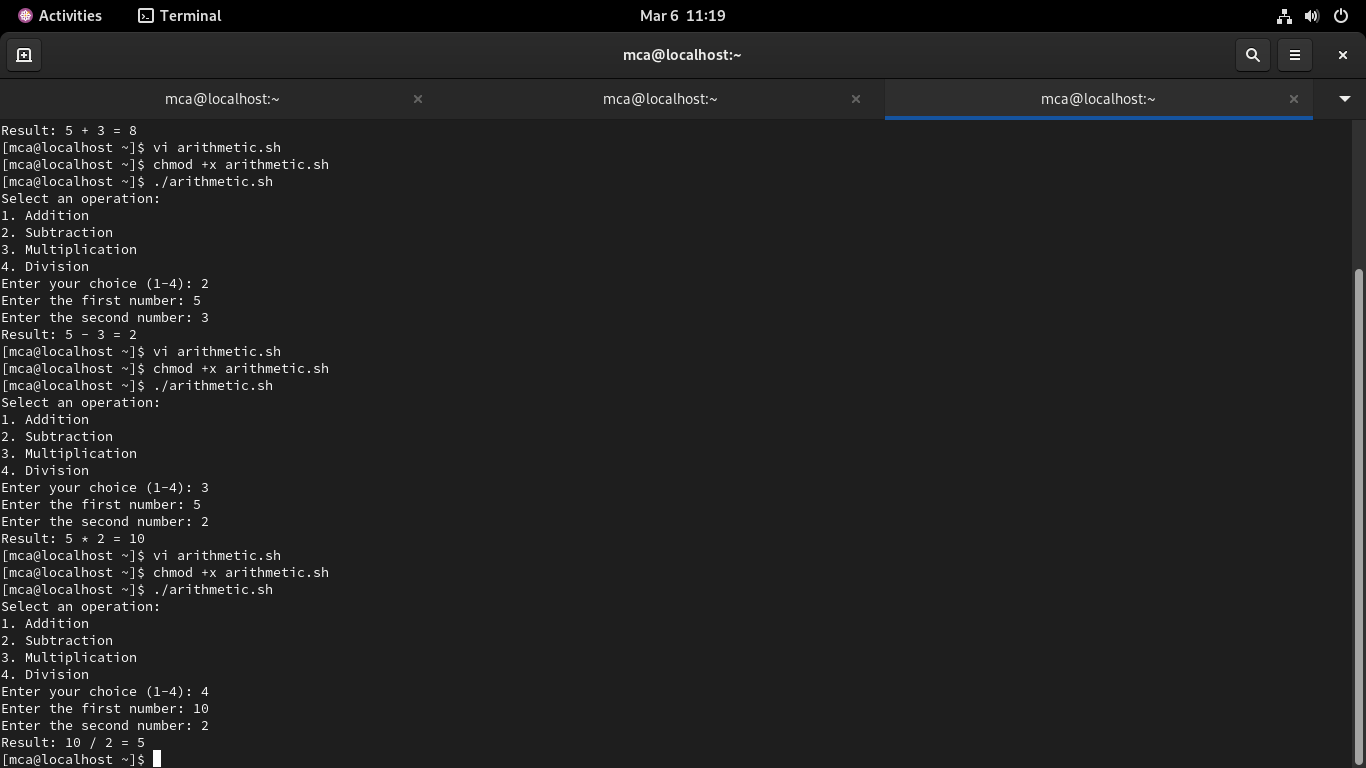 Activities Terminal Mar 6 11:19
mca@localhost:~
mca@localhost:~ mca@localhost:~ mca@localhost:~
Result: 5 + 3 = 8
[mca@localhost ~]$ vi arithmetic.sh
[mca@localhost ~]$ chmod +x arithmetic.sh
[mca@localhost ~]$ ./arithmetic.sh
Select an operation:
1. Addition
2. Subtraction
3. Multiplication
4. Division
Enter your choice (1-4): 2
Enter the first number: 5
Enter the second number: 3
Result: 5 - 3 = 2
[mca@localhost ~]$ vi arithmetic.sh
[mca@localhost ~]$ chmod +x arithmetic.sh
[mca@localhost ~]$ ./arithmetic.sh
Select an operation:
1. Addition
2. Subtraction
3. Multiplication
4. Division
Enter your choice (1-4): 3
Enter the first number: 5
Enter the second number: 2
Result: 5 * 2 = 10
[mca@localhost ~]$ vi arithmetic.sh
[mca@localhost ~]$ chmod +x arithmetic.sh
[mca@localhost ~]$ ./arithmetic.sh
Select an operation:
1. Addition
2. Subtraction
3. Multiplication
4. Division
Enter your choice (1-4): 4
Enter the first number: 10
Enter the second number: 2
Result: 10 / 2 = 5
[mca@localhost ~]$